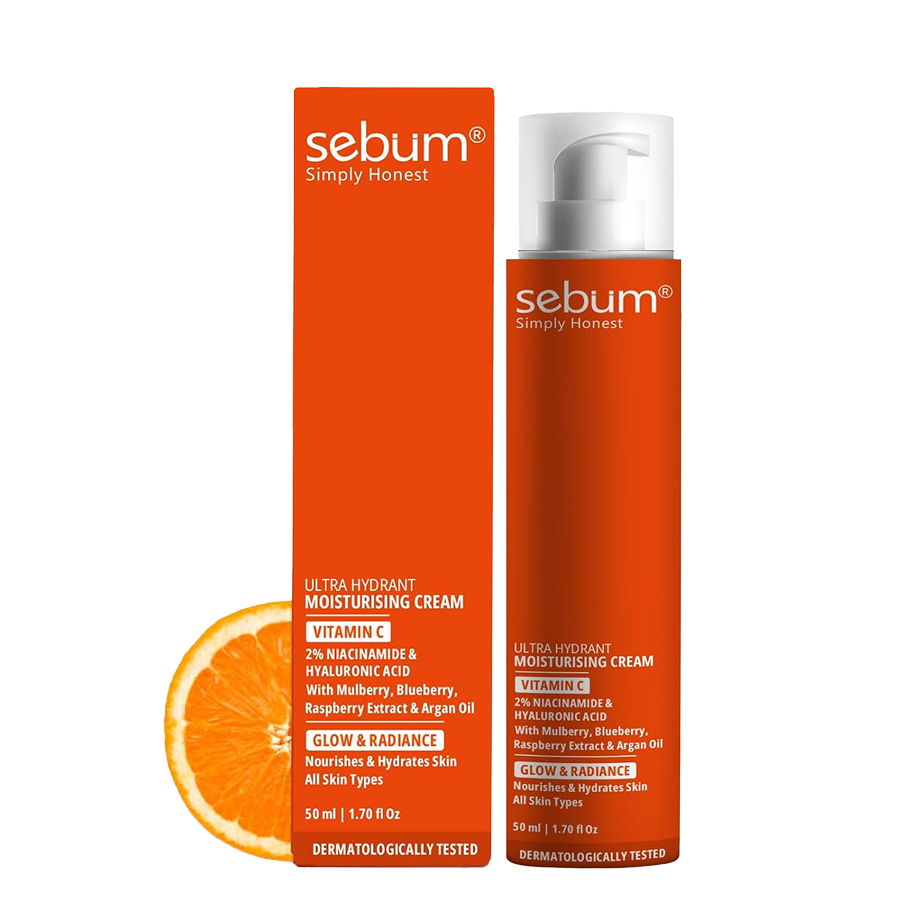 sebum®
Simply Honest
ULTRA HYDRANT
MOISTURISING CREAM
VITAMIN C
2% NIACINAMIDE &
HYALURONIC ACID
With Mulberry, Blueberry,
Raspberry Extract & Argan Oil
GLOW & RADIANCE
Nourishes & Hydrates Skin
All Skin Types
50 ml | 1.70 fl Oz
DERMATOLOGICALLY TESTED
sebum®
Simply Honest
ULTRA HYDRANT
MOISTURISING CREAM
VITAMIN C
2% NIACINAMIDE &
HYALURONIC ACID
With Mulberry, Blueberry,
Raspberry Extract & Argan Oil
GLOW & RADIANCE
Nourishes & Hydrates Skin
All Skin Types
50 ml | 1.70 fl Oz
DERMATOLOGICALLY TESTED